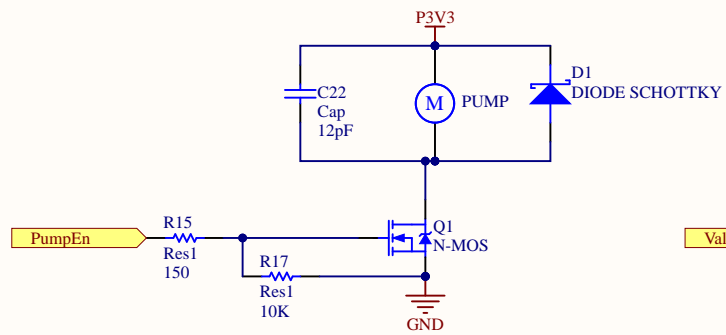 P3V3
C22
Cap
12pF
M
PUMP
D1
DIODE SCHOTTKY
PumpEn
R15
Res1
150
R17
Res1
10K
Q1
N-MOS
GND
Val